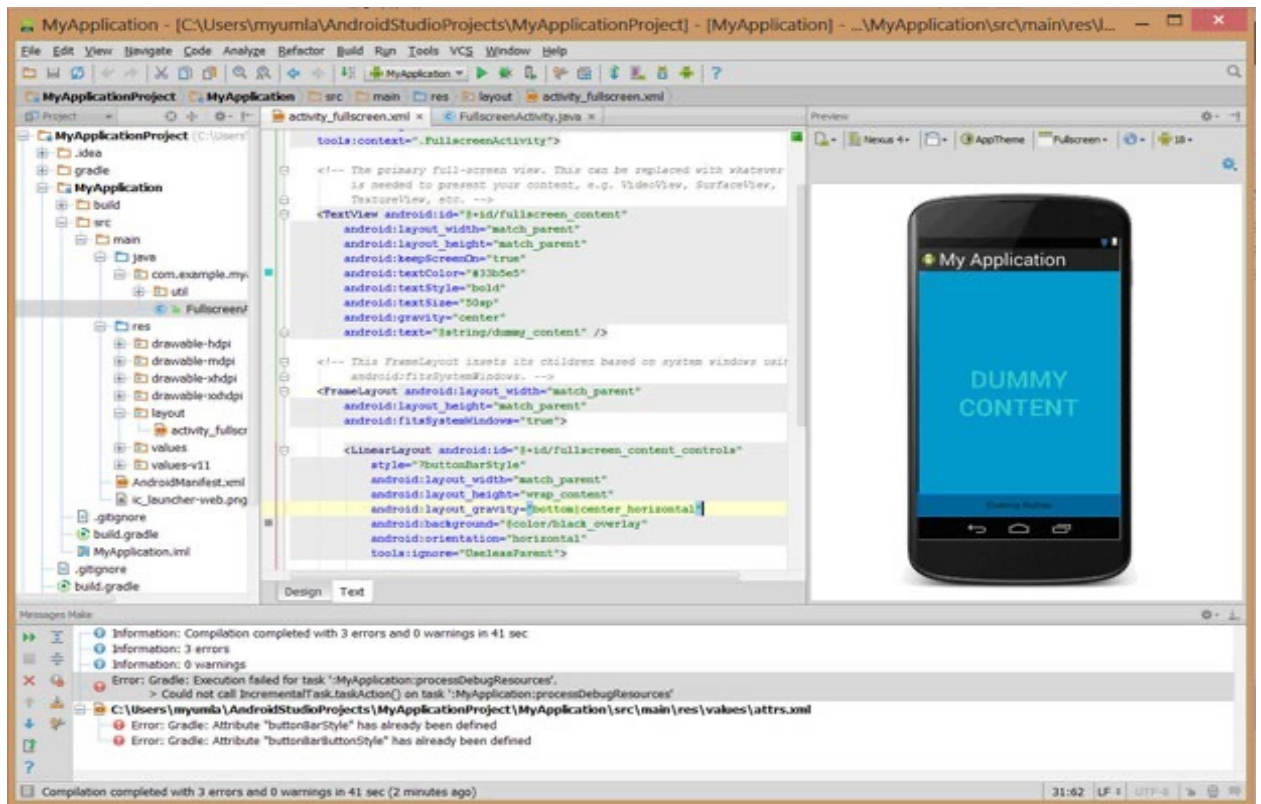 MyApplication - [C:\Users\myumla\AndroidStudioProjects\MyApplicationProject] - [MyApplication] - ...\MyApplication\src\main\res\l...
File Edit View Navigate Code Analyze Refactor Build Run Tools VCS Window Help
MyApplication
MyApplicationProject MyApplication src main res layout activity_fullscreen.xml
Project
activity_fullscreen.xml
FullscreenActivity.java
Preview
MyApplicationProject (C:\Users
.idea
gradle
MyApplication
build
src
main
java
com.example.my
util
FullscreenA
res
drawable-hdpi
drawable-mdpi
drawable-xhdpi
drawable-xxhdpi
layout
activity_fullscr
values
values-v11
AndroidManifest.xml
ic_launcher-web.png
.gitignore
build.gradle
MyApplication.iml
.gitignore
build.gradle
tools:context=".FullscreenActivity">
<!-- The primary full-screen view. This can be replaced with whatever
is needed to present your content, e.g. VideoView, SurfaceView,
TextureView, etc. -->
<TextView android:id="@+id/fullscreen_content"
android:layout_width="match_parent"
android:layout_height="match_parent"
android:keepScreenOn="true"
android:textColor="#33b5e5"
android:textStyle="bold"
android:textSize="50sp"
android:gravity="center"
android:text="@string/dummy_content" />
<!-- This FrameLayout insets its children based on system windows usin
android:fitsSystemWindows. -->
<FrameLayout android:layout_width="match_parent"
android:layout_height="match_parent"
android:fitsSystemWindows="true">
<LinearLayout android:id="@+id/fullscreen_content_controls"
style="?buttonBarStyle"
android:layout_width="match_parent"
android:layout_height="wrap_content"
android:layout_gravity="bottom|center_horizontal"
android:background="@color/black_overlay"
android:orientation="horizontal"
tools:ignore="UselessParent">
Design Text
Nexus 4 AppTheme Fullscreen 18
My Application
DUMMY
CONTENT
Dummy Button
Messages Make
Information: Compilation completed with 3 errors and 0 warnings in 41 sec
Information: 3 errors
Information: 0 warnings
Error: Gradle: Execution failed for task ':MyApplication:processDebugResources'.
> Could not call IncrementalTask.taskAction() on task ':MyApplication:processDebugResources'
C:\Users\myumla\AndroidStudioProjects\MyApplicationProject\MyApplication\src\main\res\values\attrs.xml
Error: Gradle: Attribute "buttonBarStyle" has already been defined
Error: Gradle: Attribute "buttonBarButtonStyle" has already been defined
Compilation completed with 3 errors and 0 warnings in 41 sec (2 minutes ago)
31:62 LF UTF-8